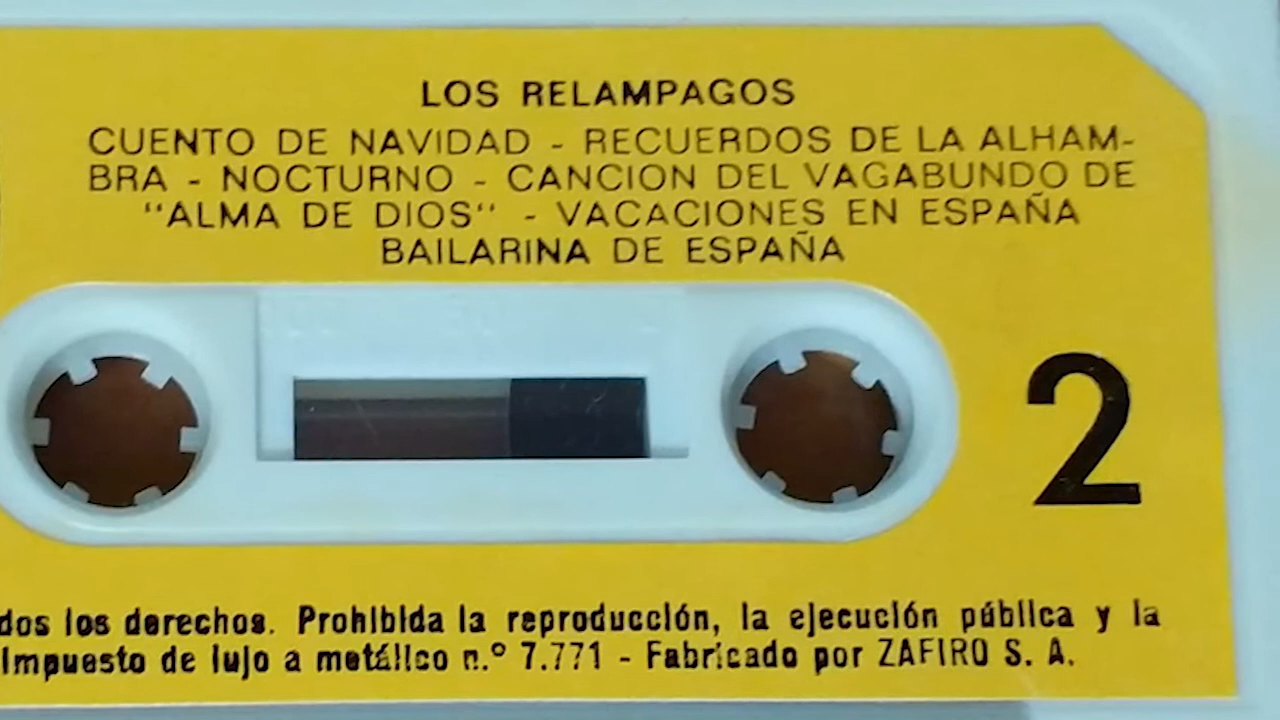 LOS RELAMPAGOS
CUENTO DE NAVIDAD - RECUERDOS DE LA ALHAM-
BRA - NOCTURNO - CANCION DEL VAGABUNDO DE
"ALMA DE DIOS" - VACACIONES EN ESPAÑA
BAILARINA DE ESPAÑA
2
dos los derechos. Prohibida la reproducción, la ejecución pública y la
Impuesto de lujo a metálico n.º 7.771 - Fabricado por ZAFIRO S. A.